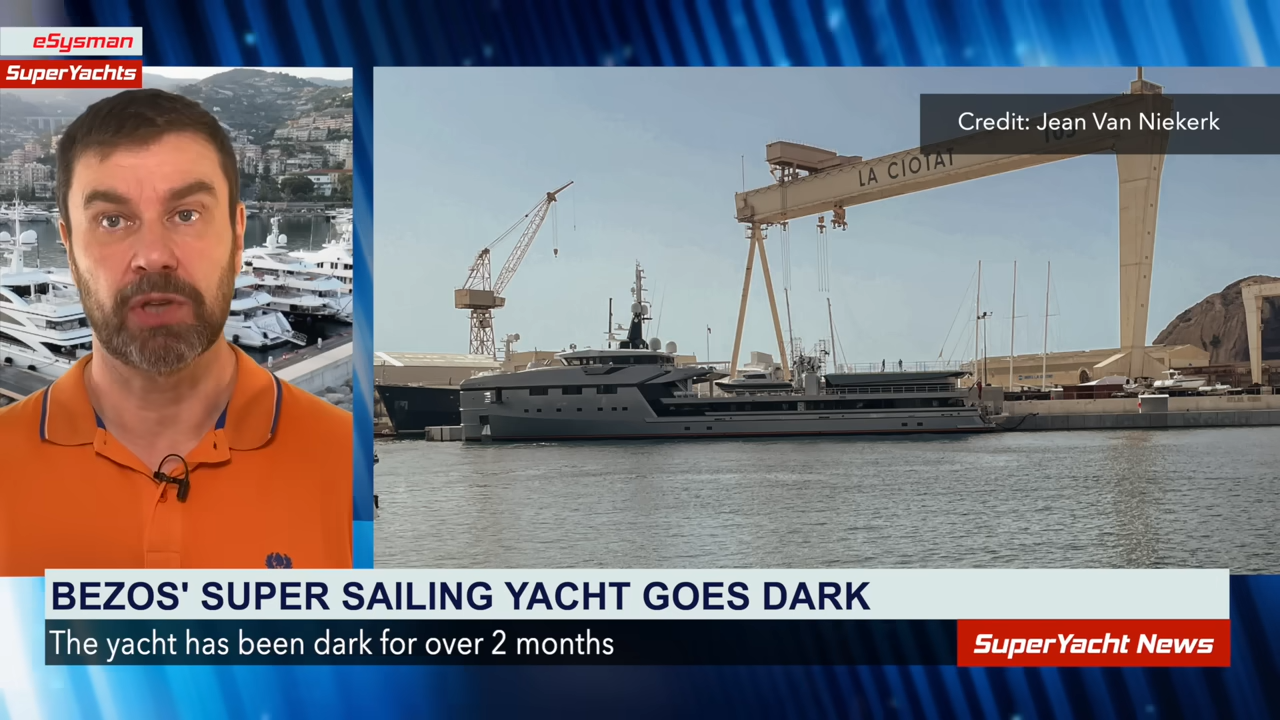 eSysman
SuperYachts
Credit: Jean Van Niekerk
LA CIOTAT
BEZOS' SUPER SAILING YACHT GOES DARK
The yacht has been dark for over 2 months
SuperYacht News